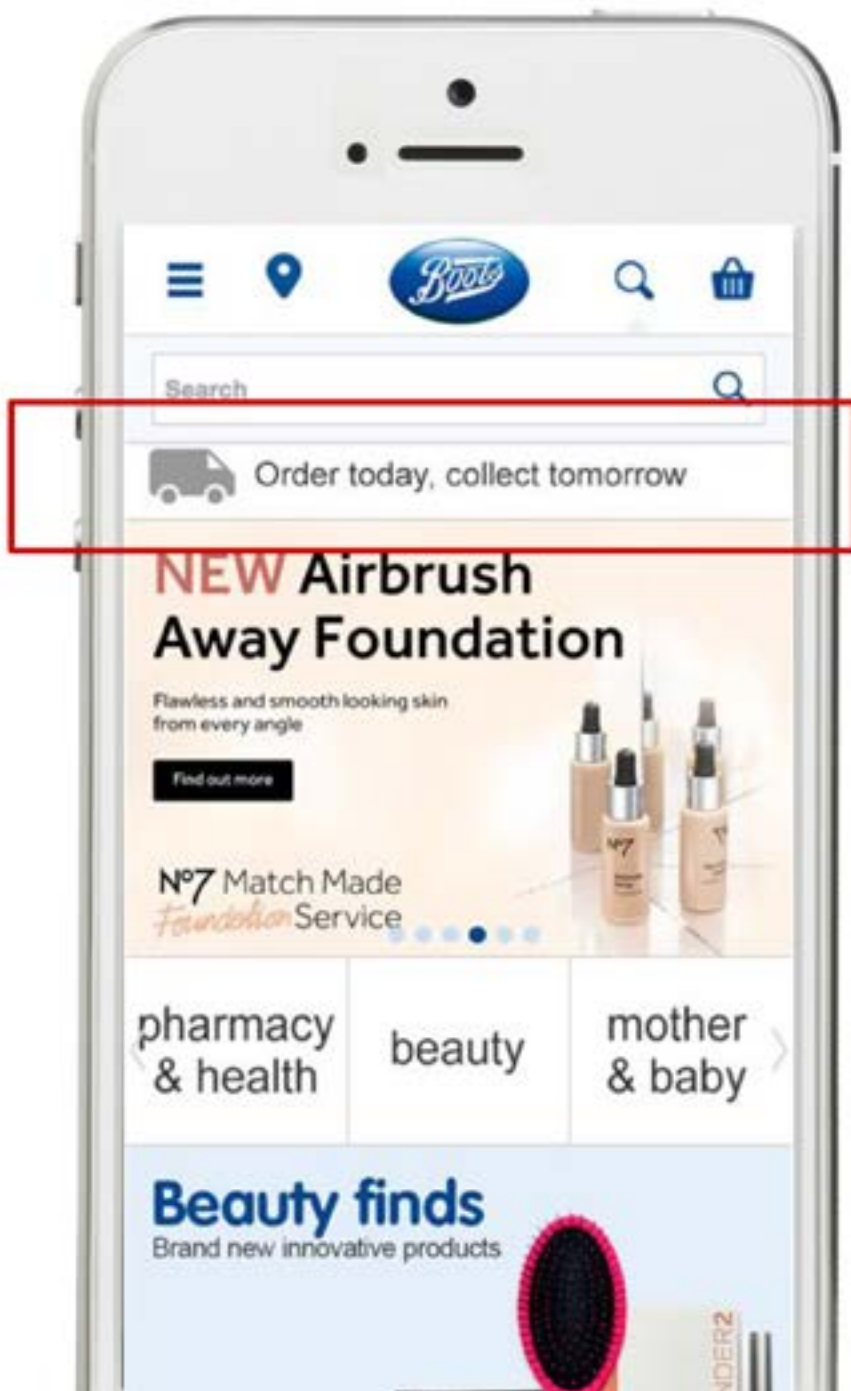 Boots
Search
Order today, collect tomorrow
NEW Airbrush
Away Foundation
Flawless and smooth looking skin
from every angle
Find out more
Nº7 Match Made
Foundation Service
Nº7
pharmacy
& health
beauty
mother
& baby
Beauty finds
Brand new innovative products